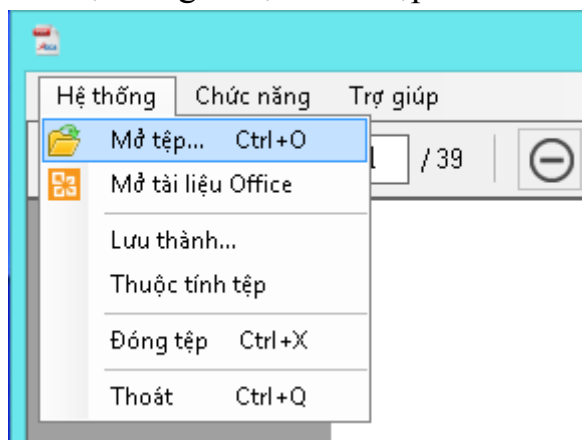 Hệ thống Chức năng Trợ giúp
Mở tệp... Ctrl+O
/ 39
Mở tài liệu Office
Lưu thành...
Thuộc tính tệp
Đóng tệp Ctrl+X
Thoát Ctrl+Q